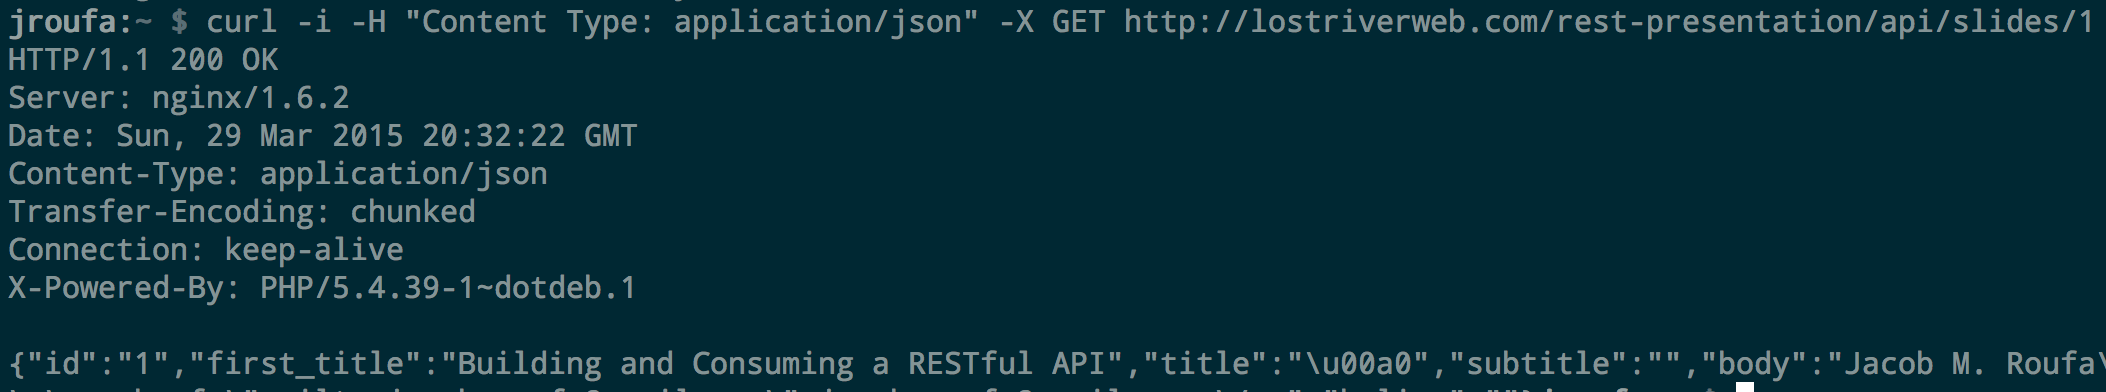 jroufa:~ $ curl -i -H "Content Type: application/json" -X GET http://lostriverweb.com/rest-presentation/api/slides/1
HTTP/1.1 200 OK
Server: nginx/1.6.2
Date: Sun, 29 Mar 2015 20:32:22 GMT
Content-Type: application/json
Transfer-Encoding: chunked
Connection: keep-alive
X-Powered-By: PHP/5.4.39-1~dotdeb.1
{"id":"1","first_title":"Building and Consuming a RESTful API","title":"\u00a0","subtitle":"","body":"Jacob M. Roufa\